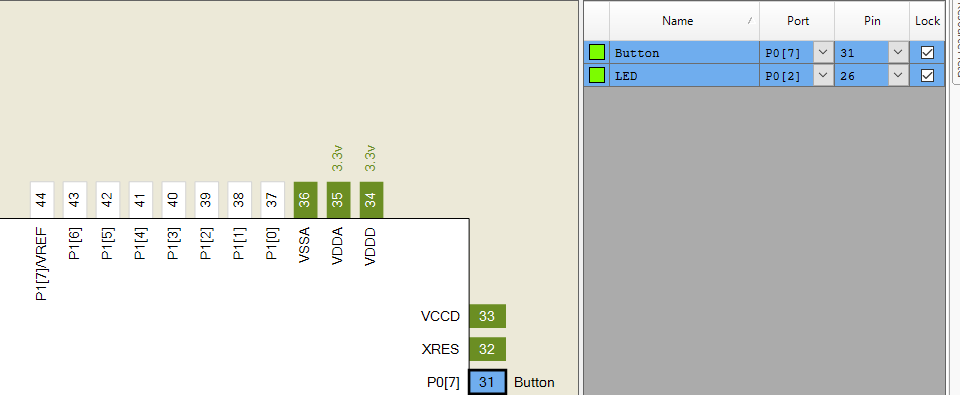 Name / Port Pin Lock
Button P0[7] 31
LED P0[2] 26
3.3v 3.3v
44 43 42 41 40 39 38 37 36 35 34
P1[7]/VREF P1[6] P1[5] P1[4] P1[3] P1[2] P1[1] P1[0] VSSA VDDA VDDD
VCCD 33
XRES 32
P0[7] 31 Button